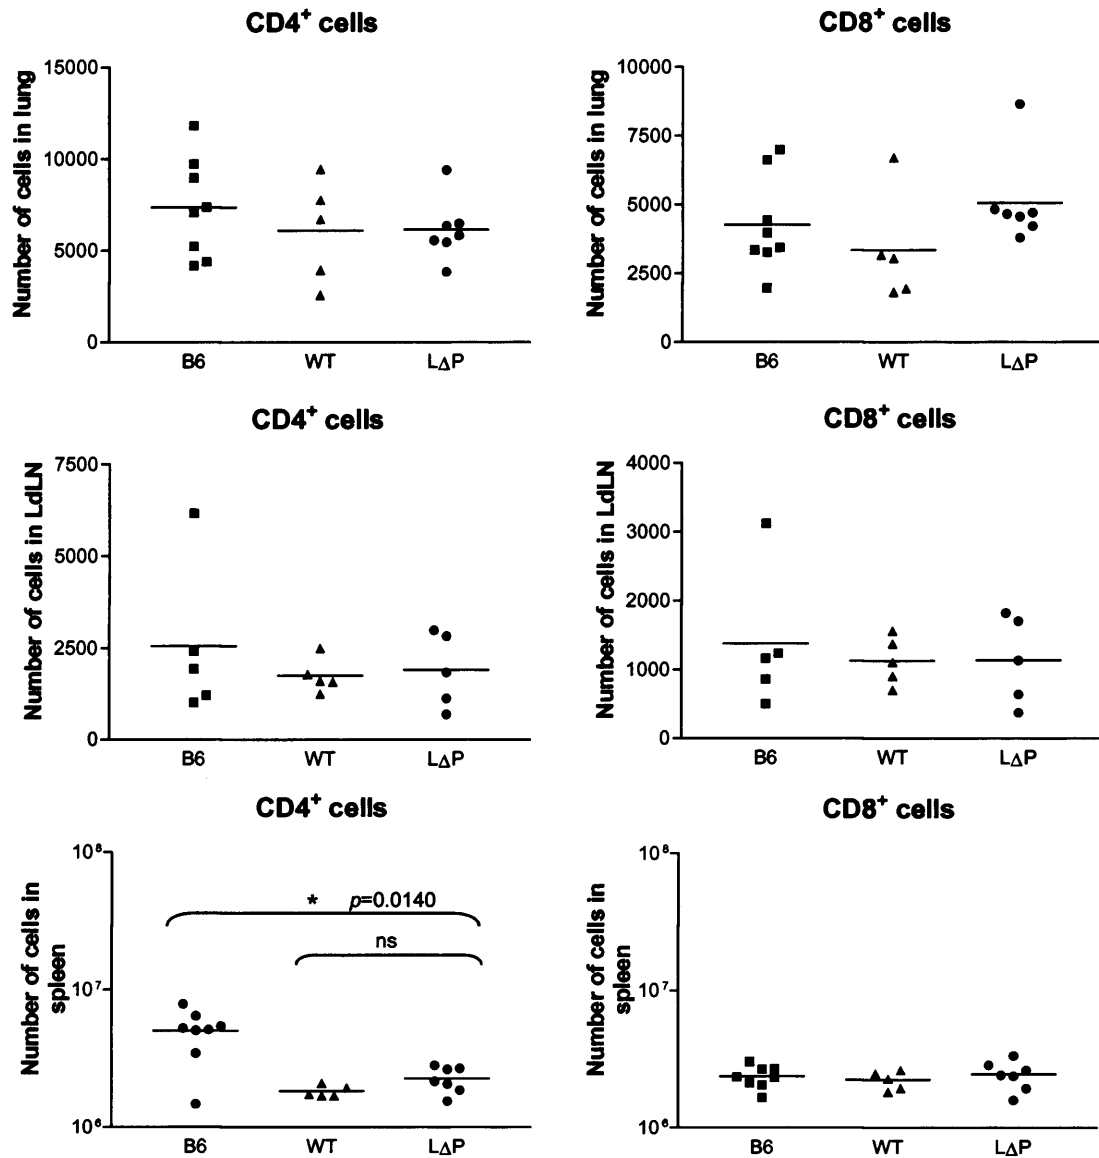 CD4⁺ cells
Number of cells in lung
15000
10000
5000
0
B6 WT LΔP
CD8⁺ cells
Number of cells in lung
10000
7500
5000
2500
0
B6 WT LΔP
CD4⁺ cells
Number of cells in LdLN
7500
5000
2500
0
B6 WT LΔP
CD8⁺ cells
Number of cells in LdLN
4000
3000
2000
1000
0
B6 WT LΔP
CD4⁺ cells
Number of cells in
spleen
10⁸
10⁷
10⁶
* p=0.0140
ns
B6 WT LΔP
CD8⁺ cells
Number of cells in
spleen
10⁸
10⁷
10⁶
B6 WT LΔP